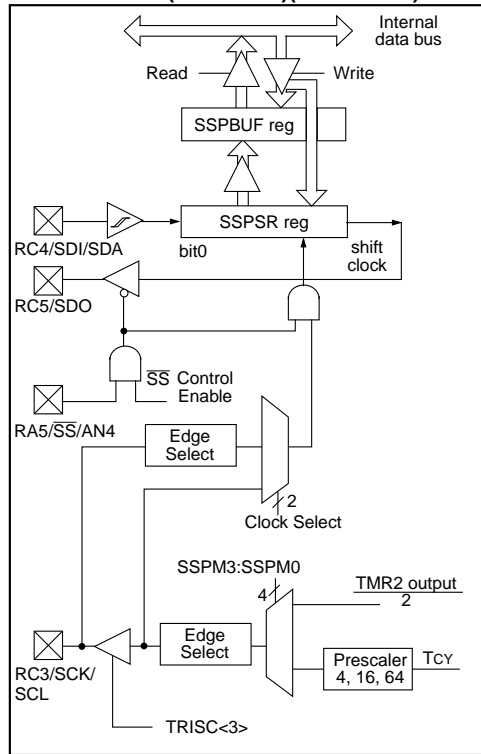 Internal
data bus
Read
Write
SSPBUF reg
SSPSR reg
RC4/SDI/SDA
bit0
shift
clock
RC5/SDO
SS Control
Enable
RA5/SS/AN4
Edge
Select
2
Clock Select
SSPM3:SSPM0
TMR2 output
4
2
Edge
Select
Prescaler
4, 16, 64
TCY
RC3/SCK/
SCL
TRISC<3>